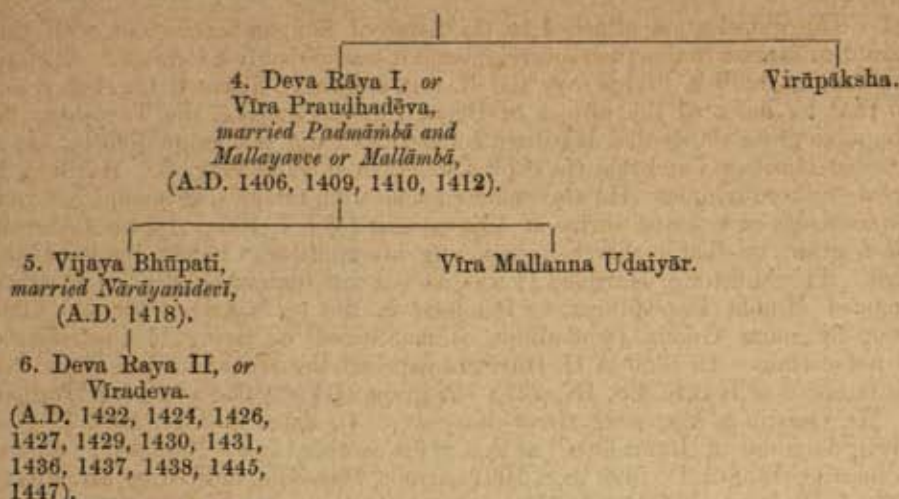 4. Deva Rāya I, or
Vīra Prauḍhadēva,
married Padmāṁbā and
Mallayavve or Mallāṁbā,
(A.D. 1406, 1409, 1410, 1412).
Virūpāksha.
5. Vijaya Bhūpati,
married Nārāyaṇīdevī,
(A.D. 1418).
Vīra Mallanna Uḍaiyār.
6. Deva Raya II, or
Vīradeva.
(A.D. 1422, 1424, 1426,
1427, 1429, 1430, 1431,
1436, 1437, 1438, 1445,
1447).